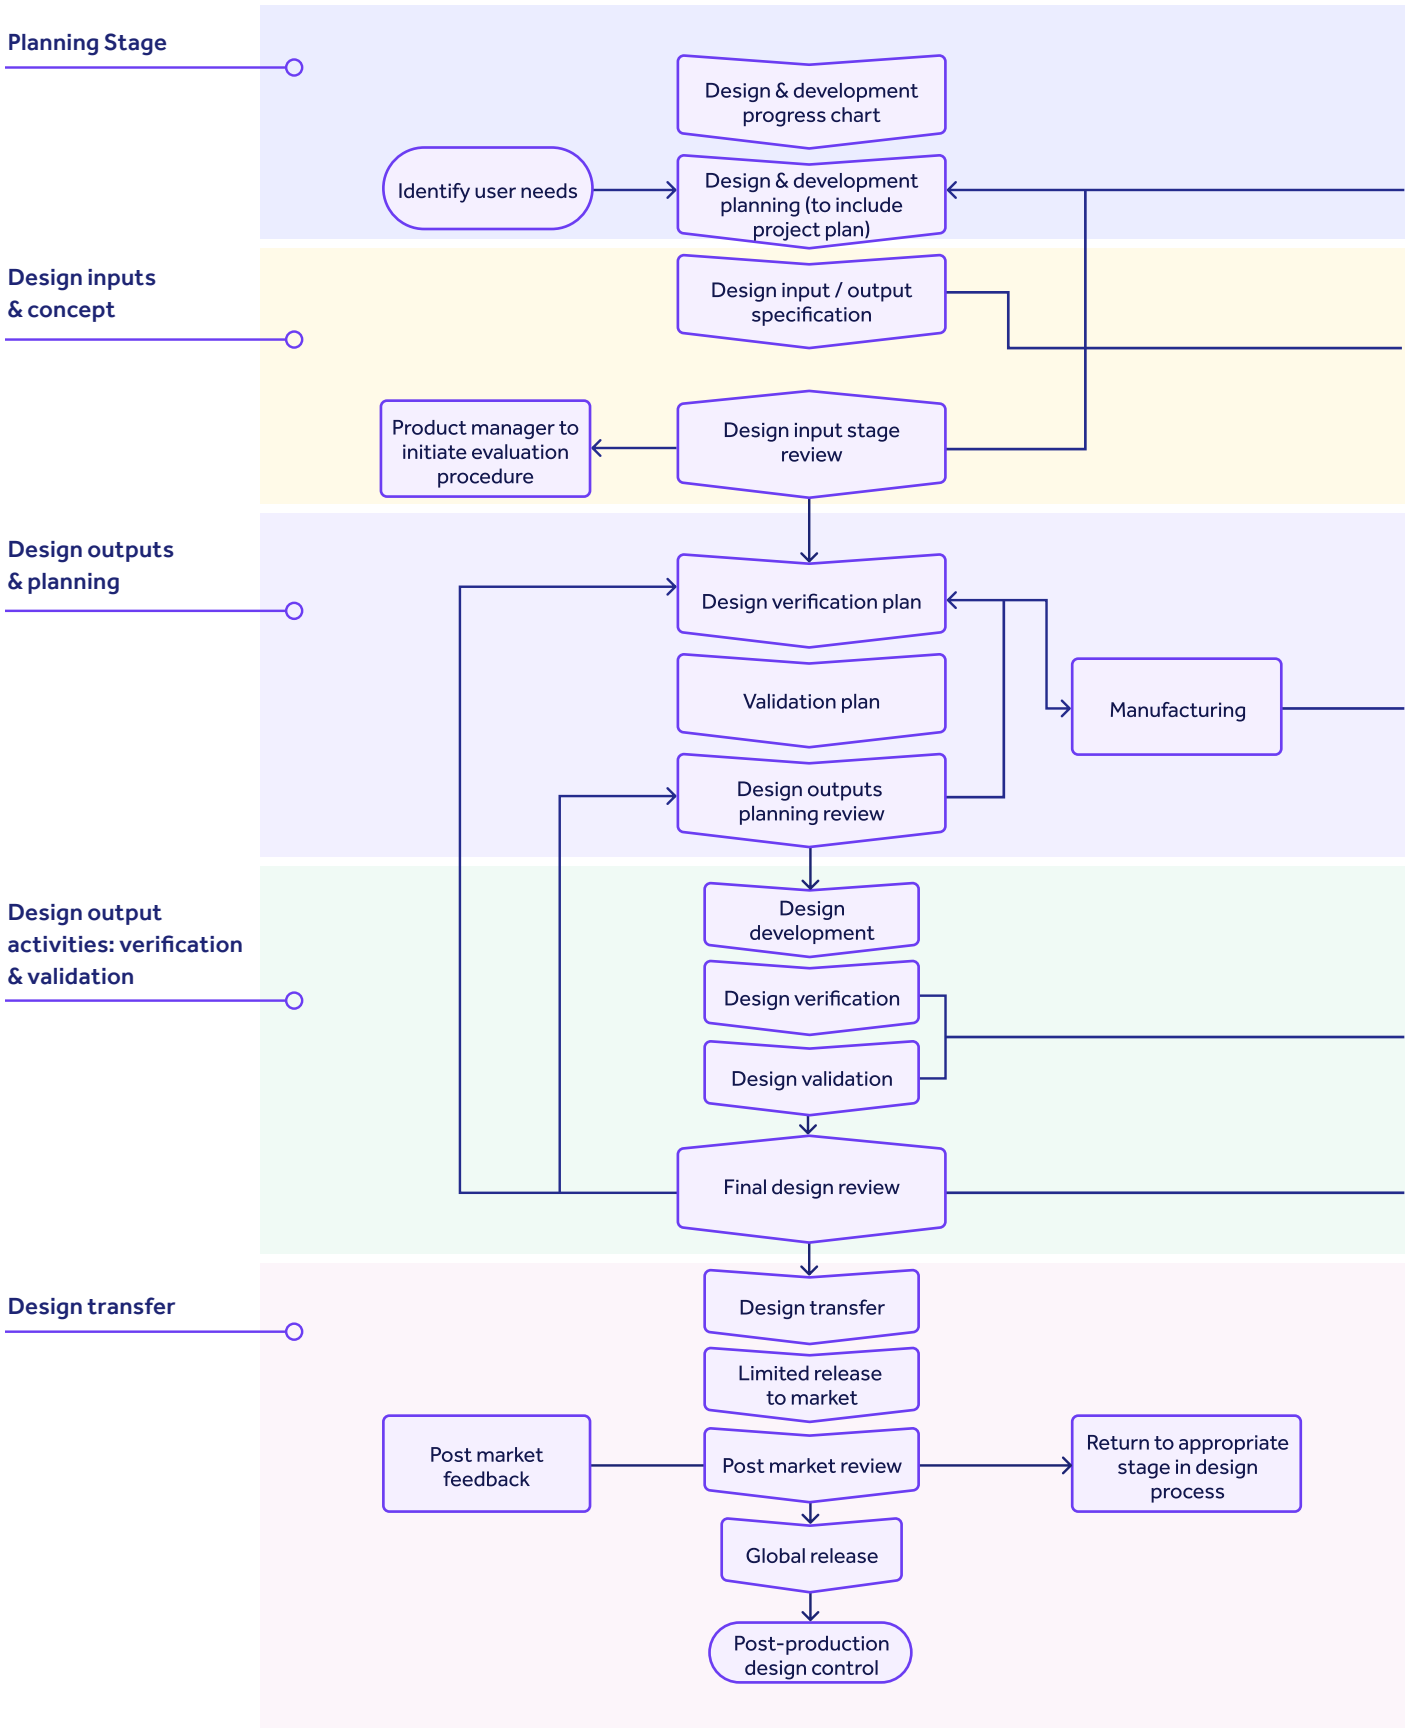 Planning Stage
Design & development
progress chart
Identify user needs
Design & development
planning (to include
project plan)
Design inputs
& concept
Design input / output
specification
Product manager to
initiate evaluation
procedure
Design input stage
review
Design outputs
& planning
Design verification plan
Validation plan
Manufacturing
Design outputs
planning review
Design output
activities: verification
& validation
Design
development
Design verification
Design validation
Final design review
Design transfer
Design transfer
Limited release
to market
Post market
feedback
Post market review
Return to appropriate
stage in design
process
Global release
Post-production
design control